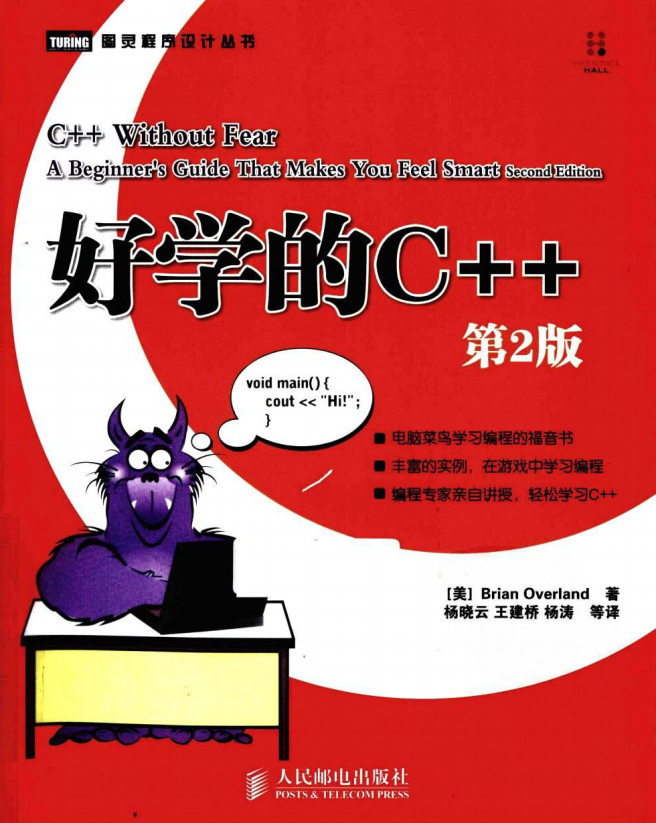 TURING 图灵程序设计丛书
PRENTICE
HALL
C++ Without Fear
A Beginner's Guide That Makes You Feel Smart Second Edition
好学的C++
第2版
void main() {
cout << "Hi!";
}
■ 电脑菜鸟学习编程的福音书
■ 丰富的实例，在游戏中学习编程
■ 编程专家亲自讲授，轻松学习C++
[美] Brian Overland 著
杨晓云 王建桥 杨涛 等译
人民邮电出版社
POSTS & TELECOM PRESS